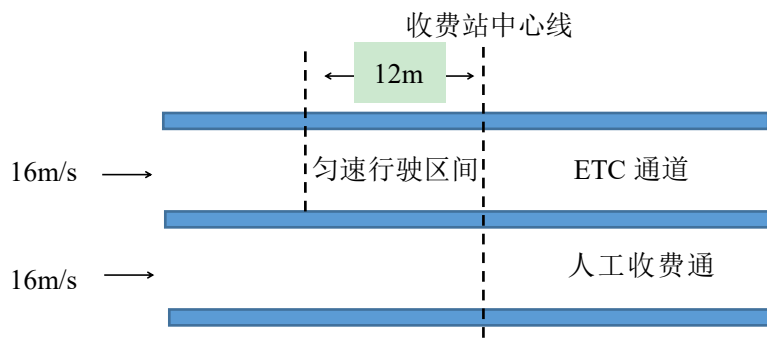 收费站中心线
12m
16m/s
匀速行驶区间
ETC 通道
16m/s
人工收费通